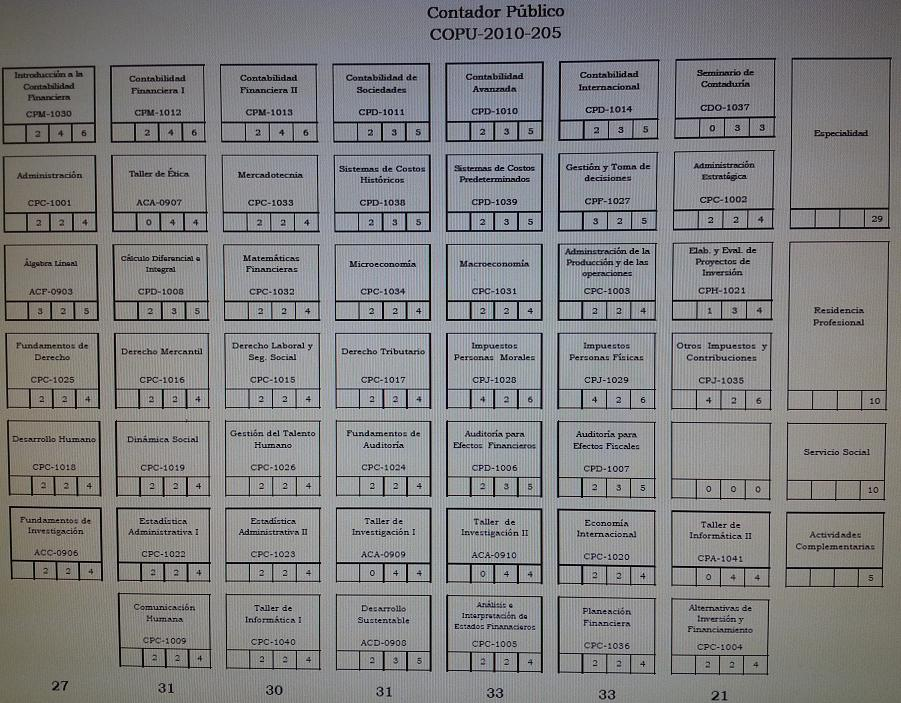 Contador Público
COPU-2010-205
Introducción a la
Contabilidad
Financiera
CPM-1030
2 4 6
Contabilidad
Financiera I
CPM-1012
2 4 6
Contabilidad
Financiera II
CPM-1013
2 4 6
Contabilidad de
Sociedades
CPD-1011
2 3 5
Contabilidad
Avanzada
CPD-1010
2 3 5
Contabilidad
Internacional
CPD-1014
2 3 5
Seminario de
Contaduría
CDO-1037
0 3 3
Especialidad
29
Administración
CPC-1001
2 2 4
Taller de Ética
ACA-0907
0 4 4
Mercadotecnia
CPC-1033
2 2 4
Sistemas de Costos
Históricos
CPD-1038
2 3 5
Sistemas de Costos
Predeterminados
CPD-1039
2 3 5
Gestión y Toma de
decisiones
CPF-1027
3 2 5
Administración
Estratégica
CPC-1002
2 2 4
Álgebra Lineal
ACF-0903
3 2 5
Cálculo Diferencial e
Integral
CPD-1008
2 3 5
Matemáticas
Financieras
CPC-1032
2 2 4
Microeconomía
CPC-1034
2 2 4
Macroeconomía
CPC-1031
2 2 4
Adminstración de la
Producción y de las
operaciones
CPC-1003
2 2 4
Elab. y Eval. de
Proyectos de
Inversión
CPH-1021
1 3 4
Residencia
Profesional
10
Fundamentos de
Derecho
CPC-1025
2 2 4
Derecho Mercantil
CPC-1016
2 2 4
Derecho Laboral y
Seg. Social
CPC-1015
2 2 4
Derecho Tributario
CPC-1017
2 2 4
Impuestos
Personas Morales
CPJ-1028
4 2 6
Impuestos
Personas Físicas
CPJ-1029
4 2 6
Otros Impuestos y
Contribuciones
CPJ-1035
4 2 6
Desarrollo Humano
CPC-1018
2 2 4
Dinámica Social
CPC-1019
2 2 4
Gestión del Talento
Humano
CPC-1026
2 2 4
Fundamentos de
Auditoría
CPC-1024
2 2 4
Auditoría para
Efectos Financieros
CPD-1006
2 3 5
Auditoría para
Efectos Fiscales
CPD-1007
2 3 5
0 0 0
Servicio Social
10
Fundamentos de
Investigación
ACC-0906
2 2 4
Estadística
Administrativa I
CPC-1022
2 2 4
Estadística
Administrativa II
CPC-1023
2 2 4
Taller de
Investigación I
ACA-0909
0 4 4
Taller de
Investigación II
ACA-0910
0 4 4
Economía
Internacional
CPC-1020
2 2 4
Taller de
Informática II
CPA-1041
0 4 4
Actividades
Complementarias
5
Comunicación
Humana
CPC-1009
2 2 4
Taller de
Informática I
CPC-1040
2 2 4
Desarrollo
Sustentable
ACD-0908
2 3 5
Análisis e
Interpretación de
Estados Finanacieros
CPC-1005
2 2 4
Planeación
Financiera
CPC-1036
2 2 4
Alternativas de
Inversión y
Financiamiento
CPC-1004
2 2 4
27 31 30 31 33 33 21